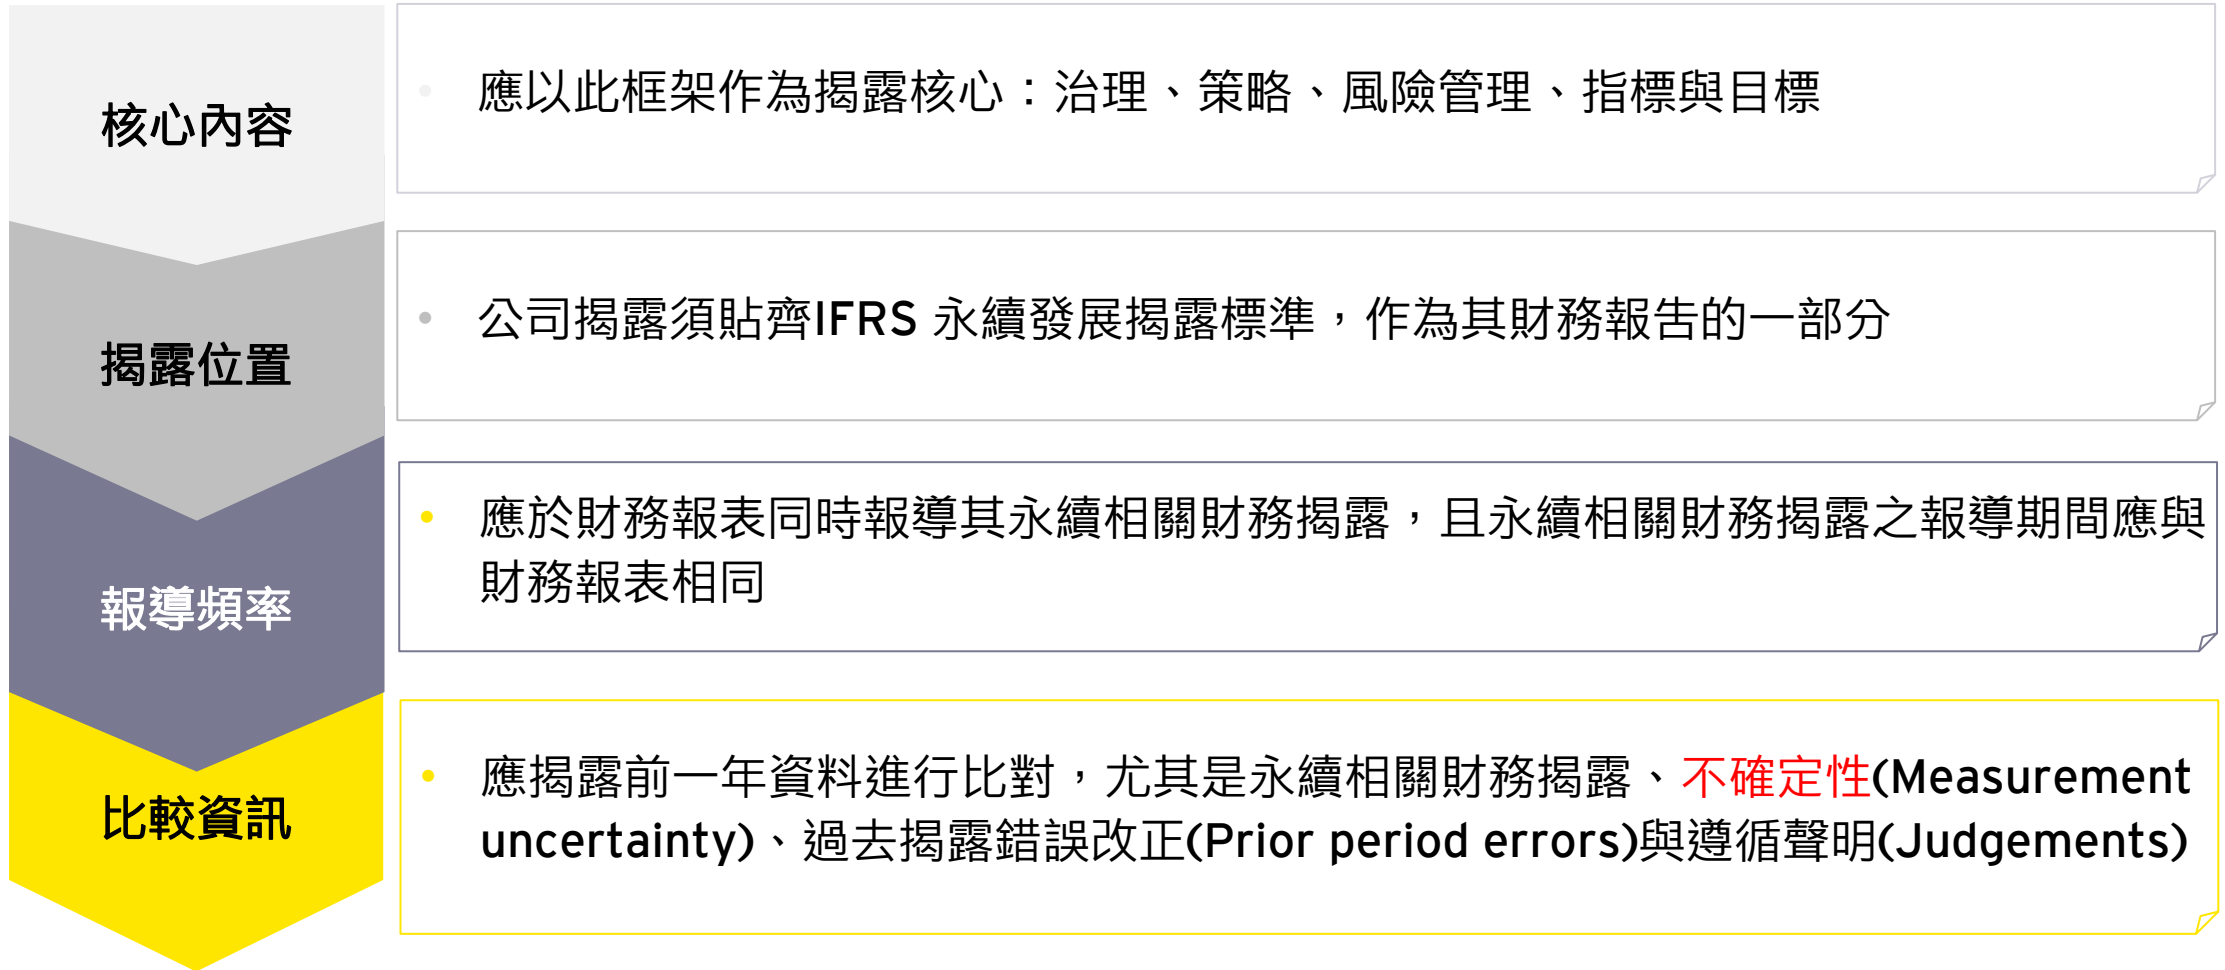 核心內容
應以此框架作為揭露核心：治理、策略、風險管理、指標與目標
揭露位置
公司揭露須貼齊IFRS 永續發展揭露標準，作為其財務報告的一部分
報導頻率
應於財務報表同時報導其永續相關財務揭露，且永續相關財務揭露之報導期間應與
財務報表相同
比較資訊
應揭露前一年資料進行比對，尤其是永續相關財務揭露、不確定性(Measurement
uncertainty)、過去揭露錯誤改正(Prior period errors)與遵循聲明(Judgements)